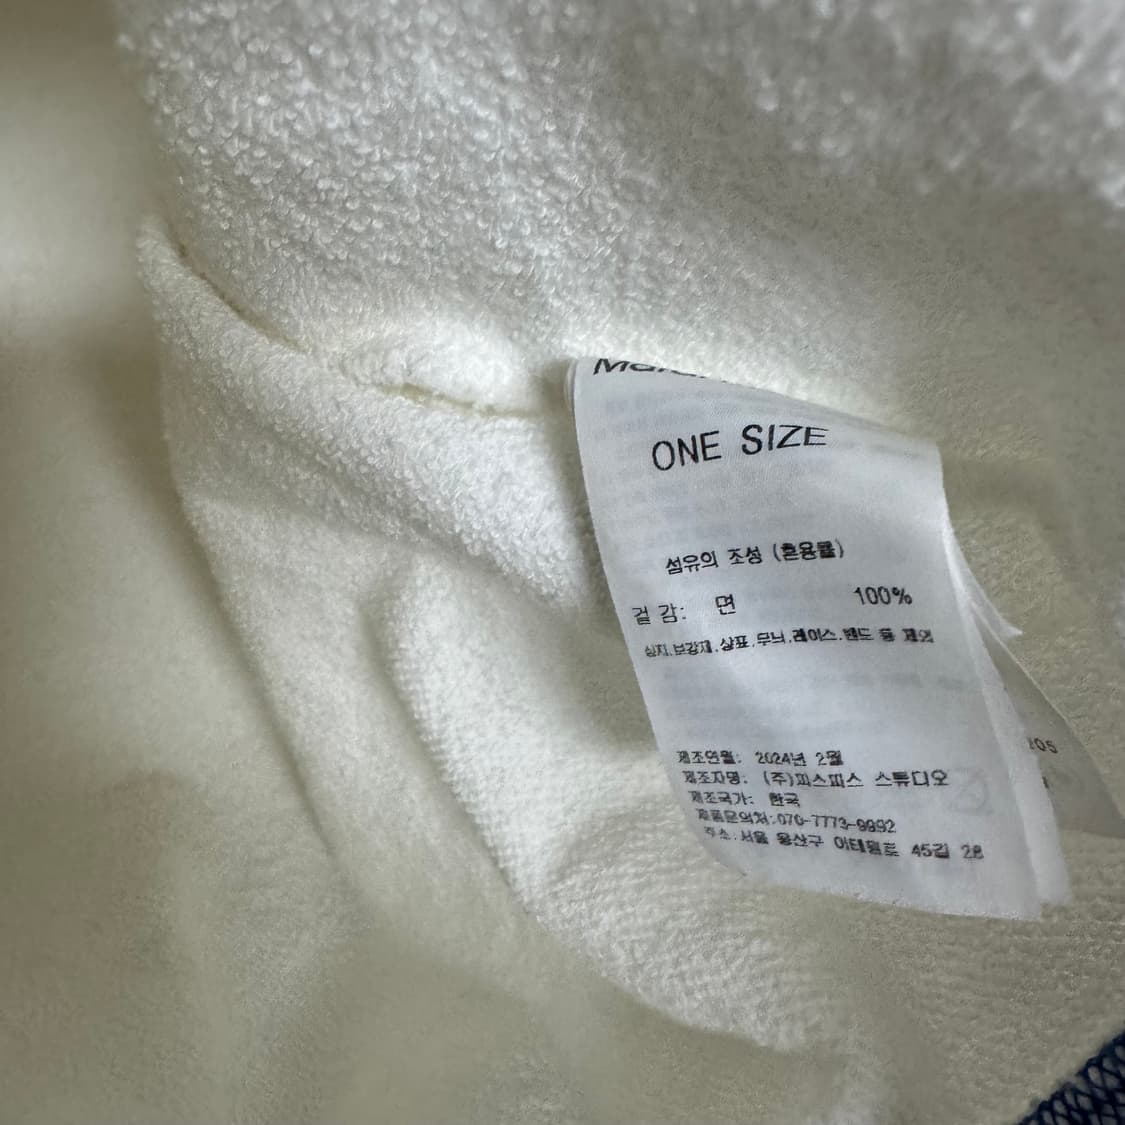 ONE SIZE
섬유의 조성 (혼용률)
겉 감: 면 100%
심지.보강재.상표.무늬.레이스.밴드 등 제외
제조연월: 2024년 2월
제조자명: (주)피스피스 스튜디오
제조국가: 한국
제품문의처:070-7773-9992
주소.서울 용산구 이태원로 45길 28